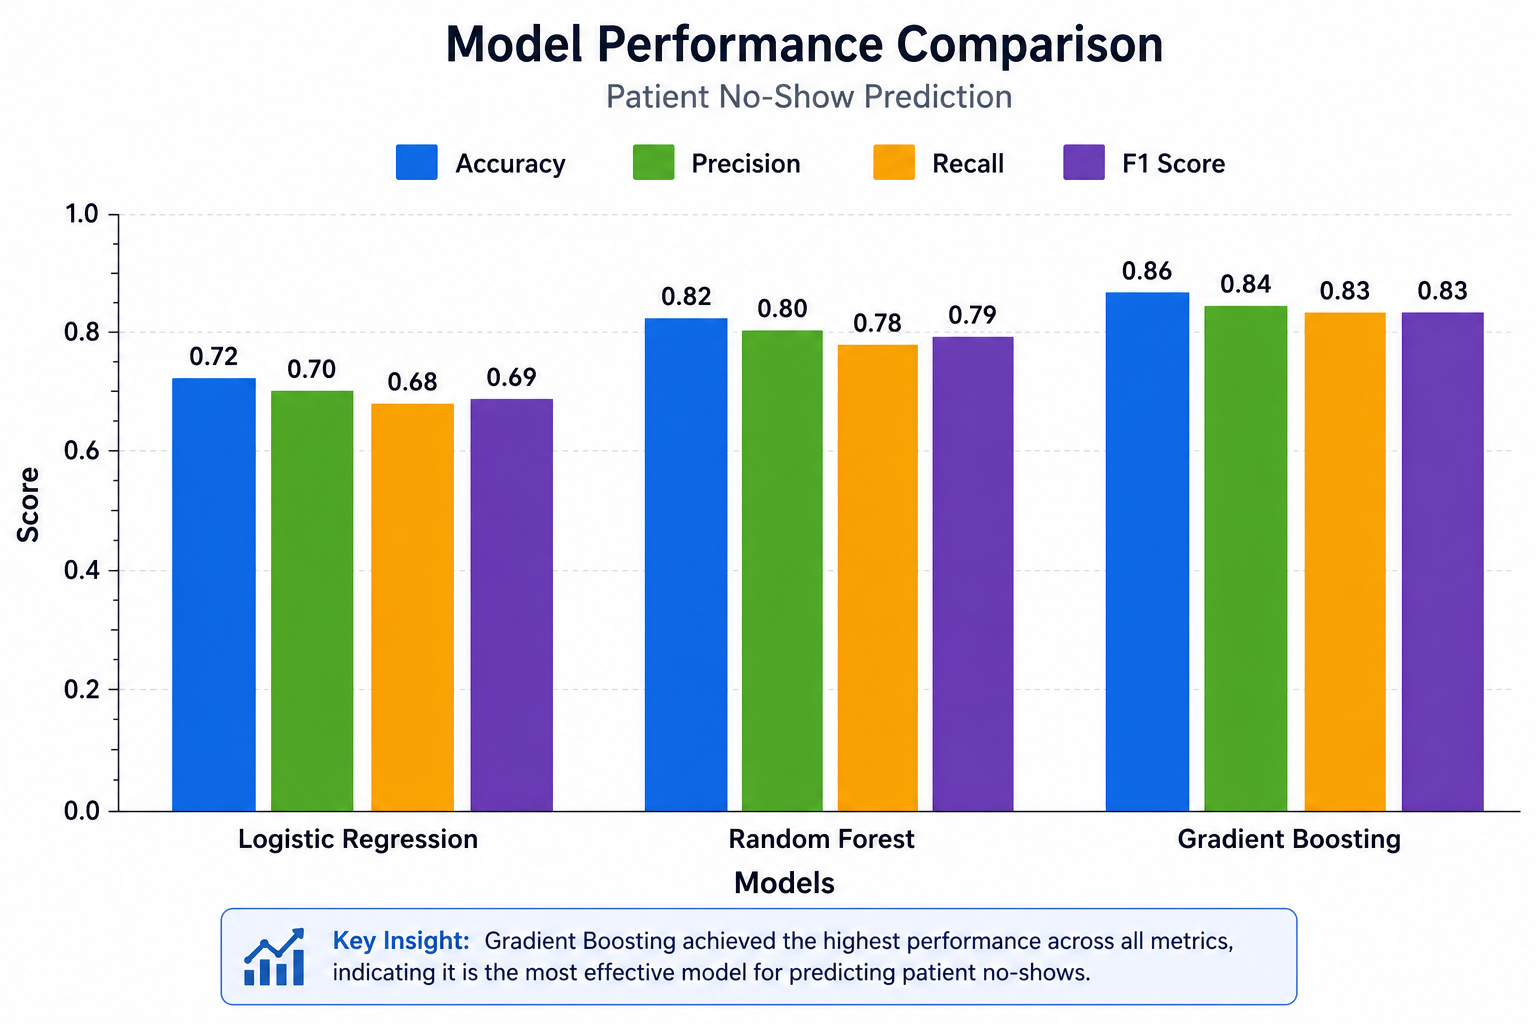 Model Performance Comparison
Patient No-Show Prediction
Accuracy Precision Recall F1 Score
1.0
0.8
0.6
0.4
0.2
0.0
Score
0.72 0.70 0.68 0.69
0.82 0.80 0.78 0.79
0.86 0.84 0.83 0.83
Logistic Regression Random Forest Gradient Boosting
Models
Key Insight: Gradient Boosting achieved the highest performance across all metrics,
indicating it is the most effective model for predicting patient no-shows.